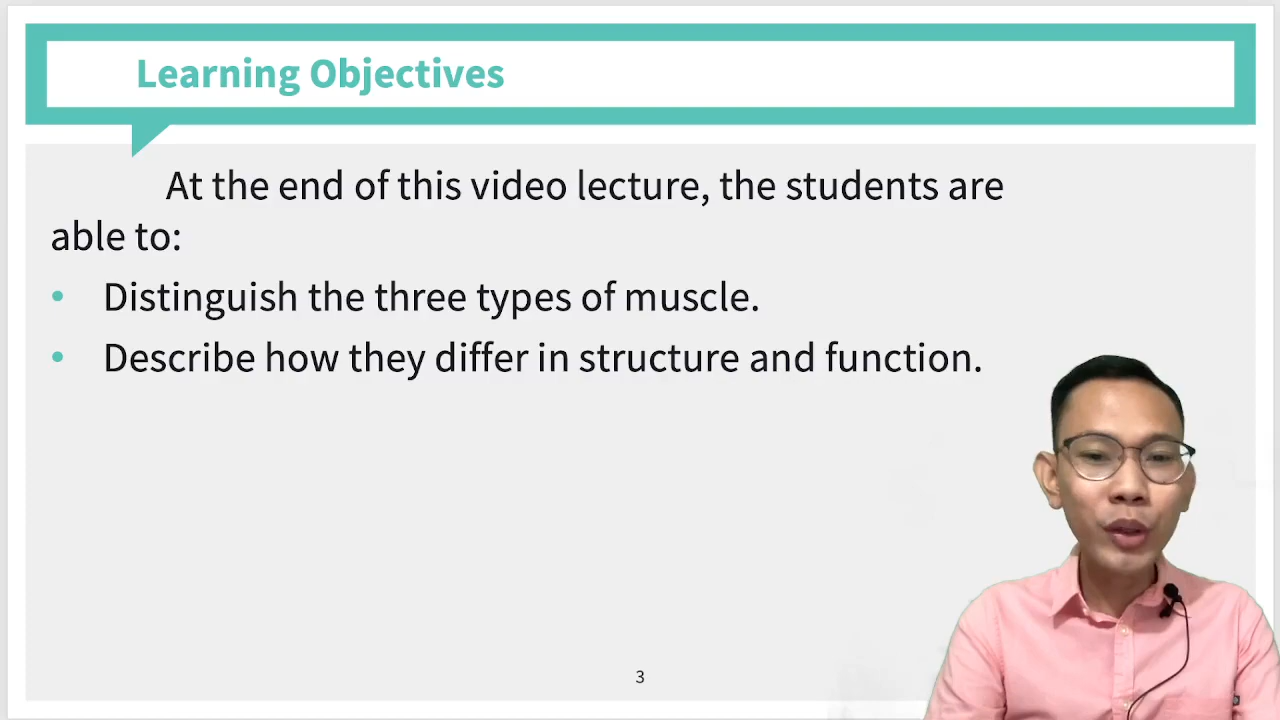 Learning Objectives
At the end of this video lecture, the students are
able to:
• Distinguish the three types of muscle.
• Describe how they differ in structure and function.
3